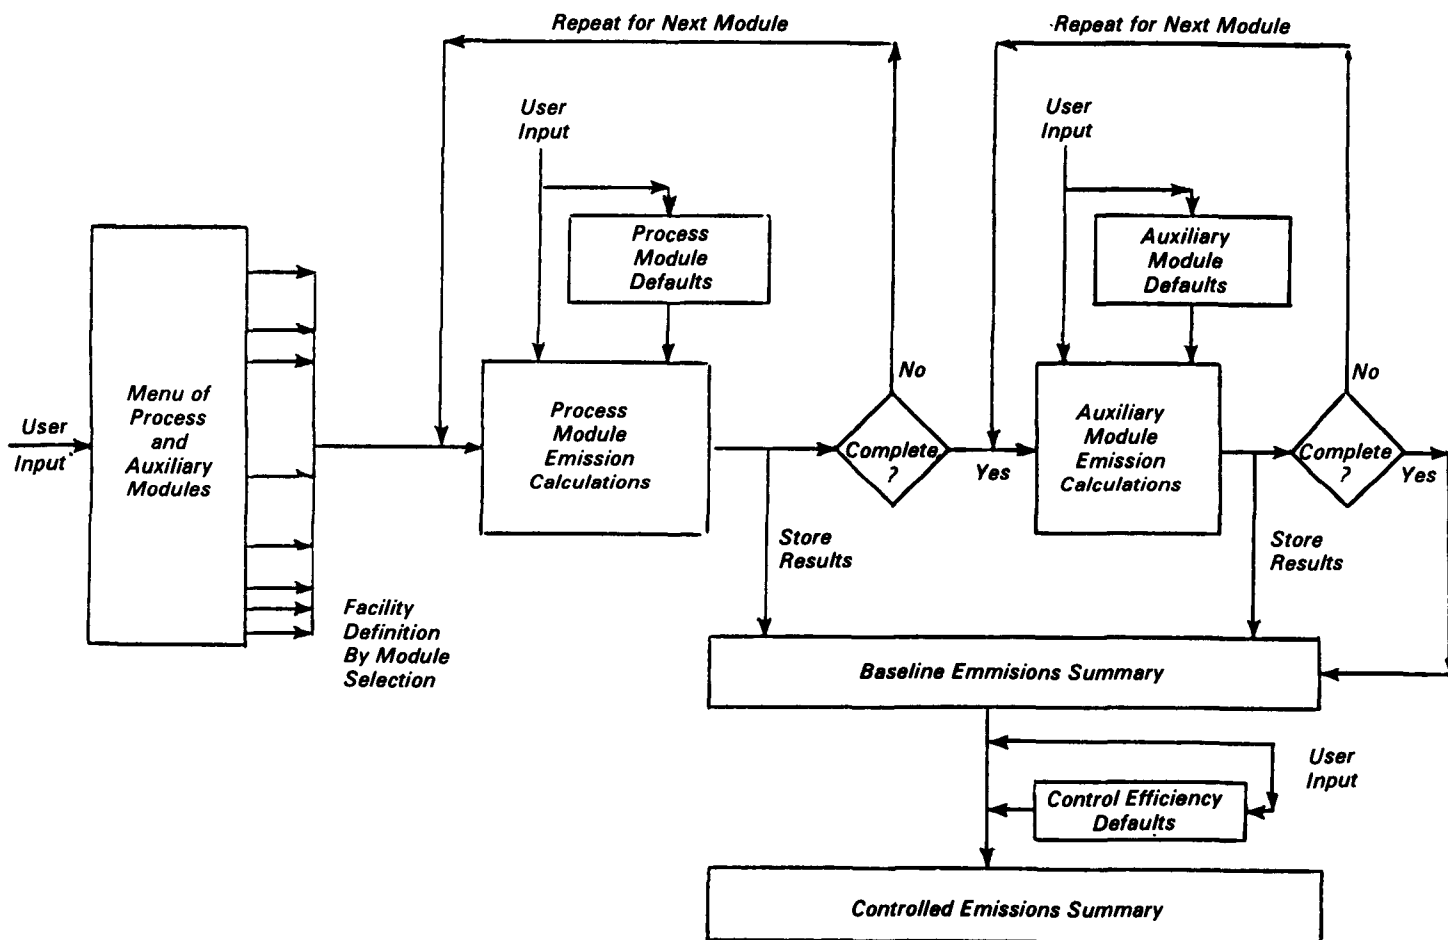 Repeat for Next Module
Repeat for Next Module
User
Input
User
Input
Process
Module
Defaults
Auxiliary
Module
Defaults
No
No
Menu of
Process
and
Auxiliary
Modules
User
Input
Process
Module
Emission
Calculations
Complete
?
Yes
Auxiliary
Module
Emission
Calculations
Complete
?
Yes
Store
Results
Store
Results
Facility
Definition
By Module
Selection
Baseline Emmisions Summary
User
Input
Control Efficiency
Defaults
Controlled Emissions Summary